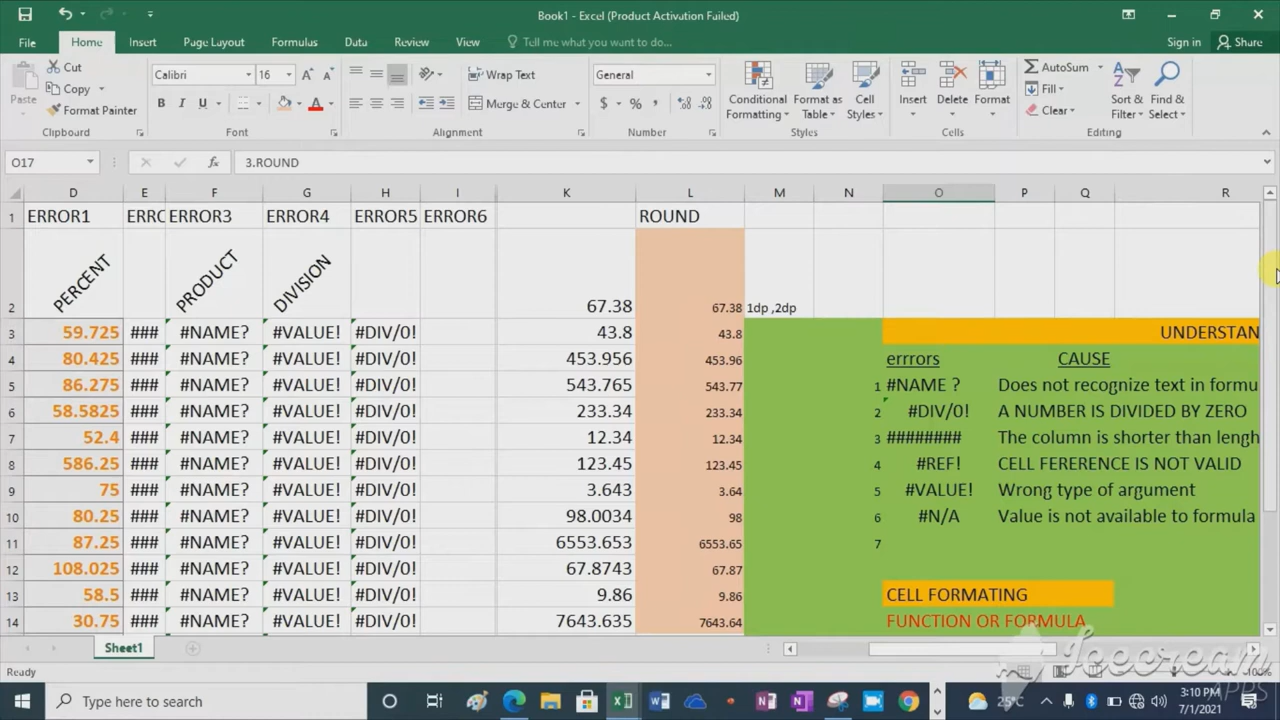 Book1 - Excel (Product Activation Failed)
File Home Insert Page Layout Formulas Data Review View Tell me what you want to do... Sign in Share
Cut
Copy
Format Painter
Paste
Clipboard
Calibri 16
B I U
Font
Wrap Text
Merge & Center
Alignment
General
$ % ,
Number
Conditional Formatting
Format as Table
Cell Styles
Styles
Insert Delete Format
Cells
AutoSum
Fill
Clear
Sort & Filter
Find & Select
Editing
O17 fx 3.ROUND
D E F G H I K L M N O P Q R
1 ERROR1 ERRC ERROR3 ERROR4 ERROR5 ERROR6 ROUND
2 PERCENT PRODUCT DIVISION 67.38 67.38 1dp ,2dp
3 59.725 ### #NAME? #VALUE! #DIV/0! 43.8 43.8 UNDERSTAN
4 80.425 ### #NAME? #VALUE! #DIV/0! 453.956 453.96 errrors CAUSE
5 86.275 ### #NAME? #VALUE! #DIV/0! 543.765 543.77 1 #NAME ? Does not recognize text in formu
6 58.5825 ### #NAME? #VALUE! #DIV/0! 233.34 233.34 2 #DIV/0! A NUMBER IS DIVIDED BY ZERO
7 52.4 ### #NAME? #VALUE! #DIV/0! 12.34 12.34 3 ######## The column is shorter than lengh
8 586.25 ### #NAME? #VALUE! #DIV/0! 123.45 123.45 4 #REF! CELL FERERENCE IS NOT VALID
9 75 ### #NAME? #VALUE! #DIV/0! 3.643 3.64 5 #VALUE! Wrong type of argument
10 80.25 ### #NAME? #VALUE! #DIV/0! 98.0034 98 6 #N/A Value is not available to formula
11 87.25 ### #NAME? #VALUE! #DIV/0! 6553.653 6553.65 7
12 108.025 ### #NAME? #VALUE! #DIV/0! 67.8743 67.87
13 58.5 ### #NAME? #VALUE! #DIV/0! 9.86 9.86 CELL FORMATING
14 30.75 ### #NAME? #VALUE! #DIV/0! 7643.635 7643.64 FUNCTION OR FORMULA
Sheet1
Icecream
APPS
Ready 100%
Type here to search
25°C
3:10 PM
7/1/2021